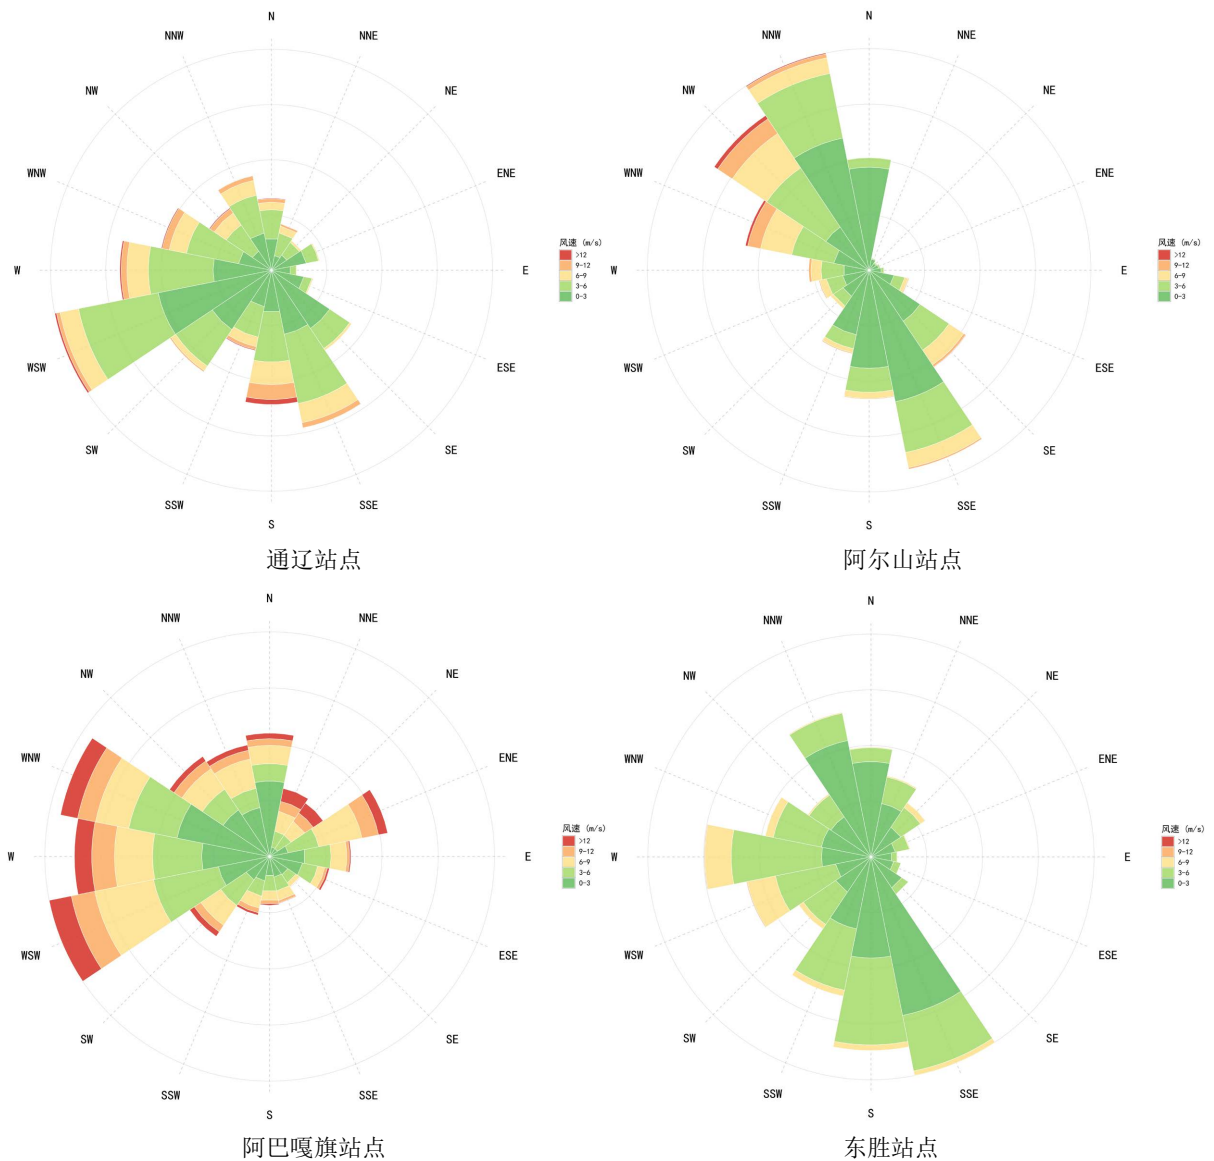 N
NNW
NNE
NW
NE
WNW
ENE
W
E
WSW
ESE
SW
SE
SSW
SSE
S
风速 (m/s)
>12
9-12
6-9
3-6
0-3
通辽站点
N
NNW
NNE
NW
NE
WNW
ENE
W
E
WSW
ESE
SW
SE
SSW
SSE
S
风速 (m/s)
>12
9-12
6-9
3-6
0-3
阿尔山站点
N
NNW
NNE
NW
NE
WNW
ENE
W
E
WSW
ESE
SW
SE
SSW
SSE
S
风速 (m/s)
>12
9-12
6-9
3-6
0-3
阿巴嘎旗站点
N
NNW
NNE
NW
NE
WNW
ENE
W
E
WSW
ESE
SW
SE
SSW
SSE
S
风速 (m/s)
>12
9-12
6-9
3-6
0-3
东胜站点